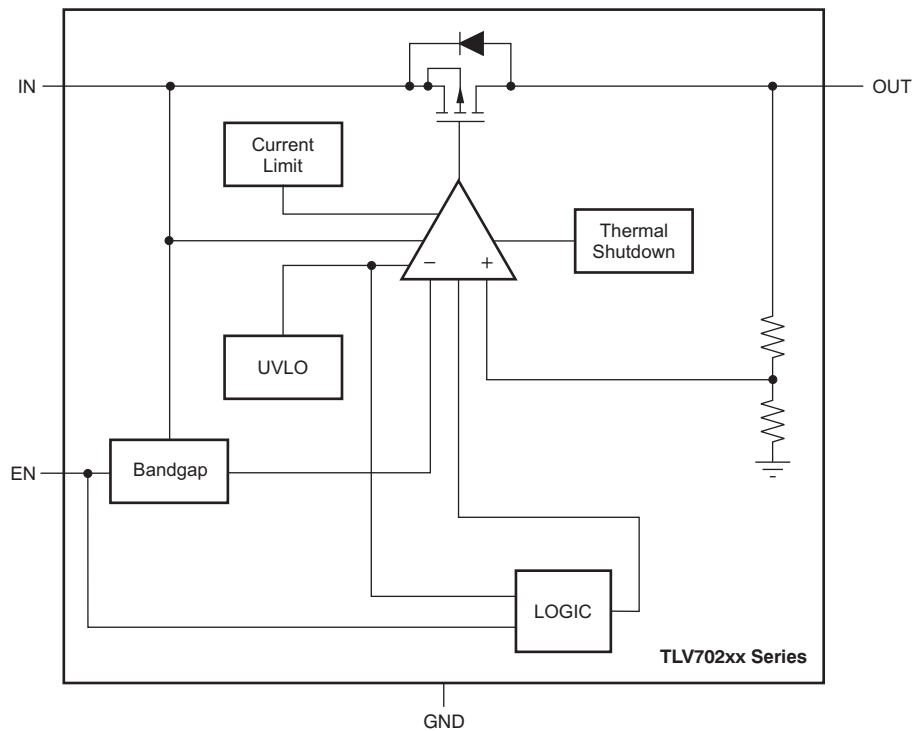 IN
OUT
Current
Limit
Thermal
Shutdown
−
+
UVLO
EN
Bandgap
LOGIC
TLV702xx Series
GND